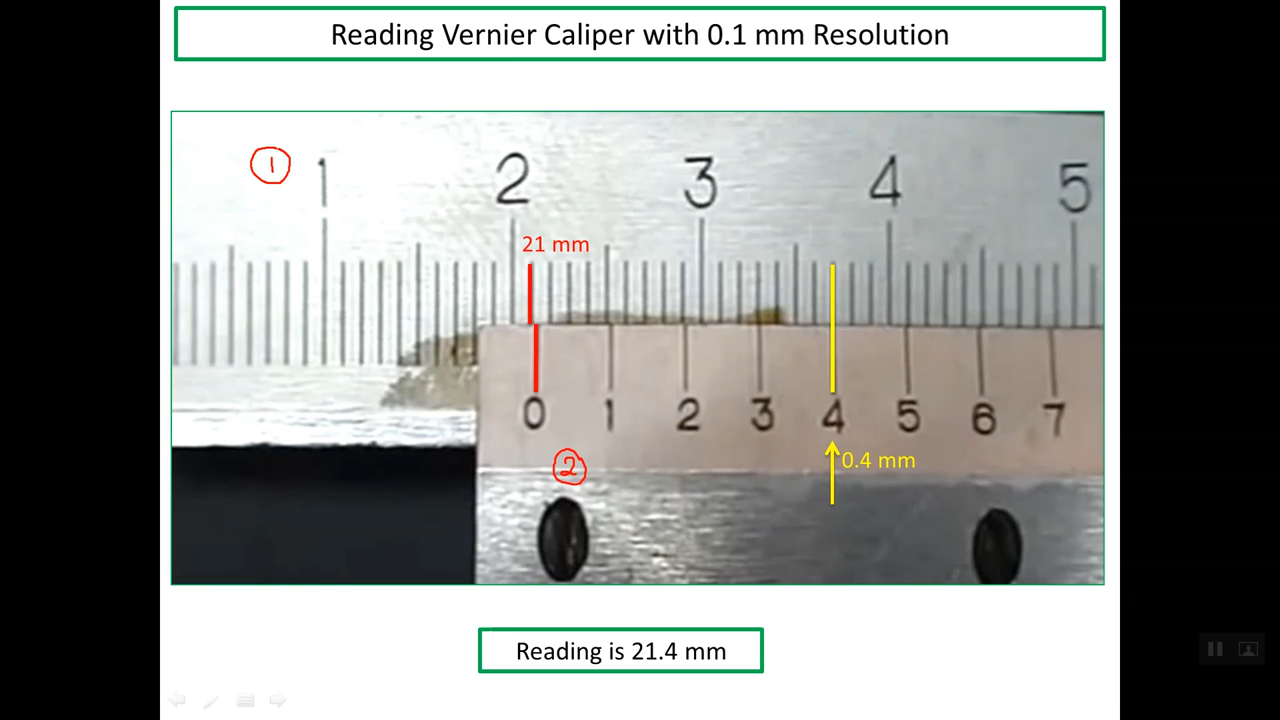 Reading Vernier Caliper with 0.1 mm Resolution
1 1 2 3 4 5
21 mm
0 1 2 3 4 5 6 7
2 0.4 mm
Reading is 21.4 mm